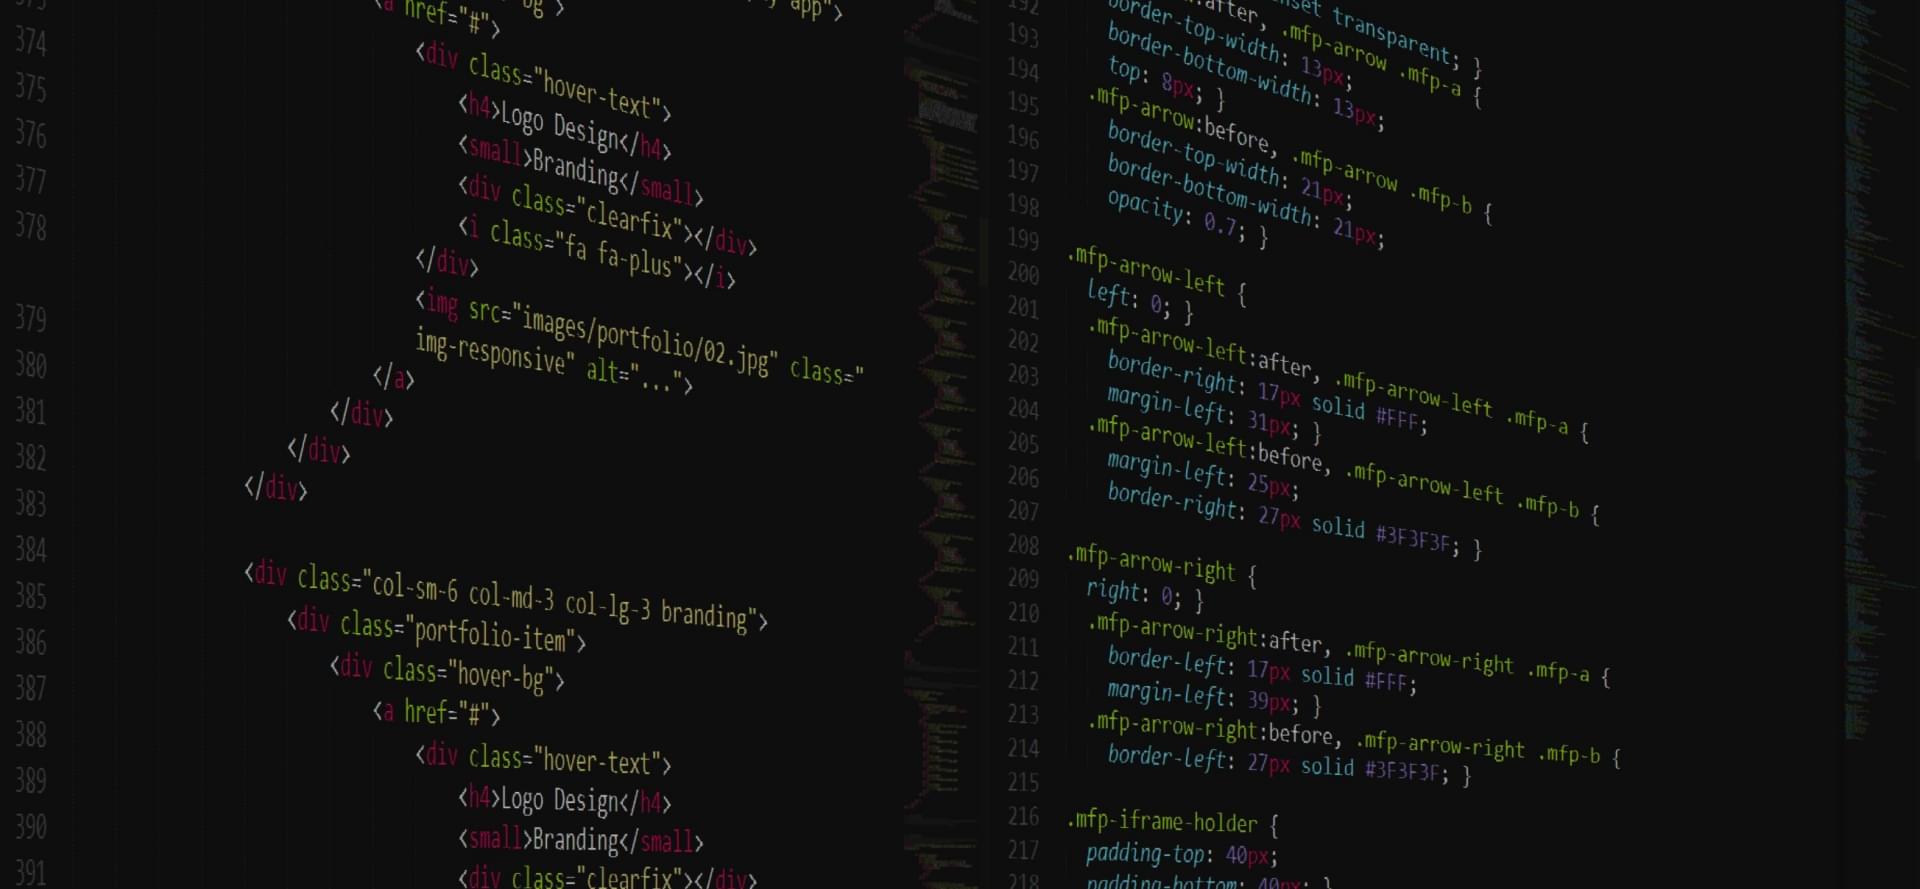 374
375
376
377
378
379
380
381
382
383
384
385
386
387
388
389
390
391
<a href="#">
<div class="hover-text">
<h4>Logo Design</h4>
<small>Branding</small>
<div class="clearfix"></div>
<i class="fa fa-plus"></i>
</div>
<img src="images/portfolio/02.jpg" class="
img-responsive" alt="...">
</a>
</div>
</div>
</div>
<div class="col-sm-6 col-md-3 col-lg-3 branding">
<div class="portfolio-item">
<div class="hover-bg">
<a href="#">
<div class="hover-text">
<h4>Logo Design</h4>
<small>Branding</small>
<div class="clearfix"></div>
192
193
194
195
196
197
198
199
200
201
202
203
204
205
206
207
208
209
210
211
212
213
214
215
216
217
218
transparent; }
:after, .mfp-arrow .mfp-a {
border-top-width: 13px;
border-bottom-width: 13px;
top: 8px; }
.mfp-arrow:before, .mfp-arrow .mfp-b {
border-top-width: 21px;
border-bottom-width: 21px;
opacity: 0.7; }
.mfp-arrow-left {
left: 0; }
.mfp-arrow-left:after, .mfp-arrow-left .mfp-a {
border-right: 17px solid #FFF;
margin-left: 31px; }
.mfp-arrow-left:before, .mfp-arrow-left .mfp-b {
margin-left: 25px;
border-right: 27px solid #3F3F3F; }
.mfp-arrow-right {
right: 0; }
.mfp-arrow-right:after, .mfp-arrow-right .mfp-a {
border-left: 17px solid #FFF;
margin-left: 39px; }
.mfp-arrow-right:before, .mfp-arrow-right .mfp-b {
border-left: 27px solid #3F3F3F; }
.mfp-iframe-holder {
padding-top: 40px;
padding-bottom: 40px; }